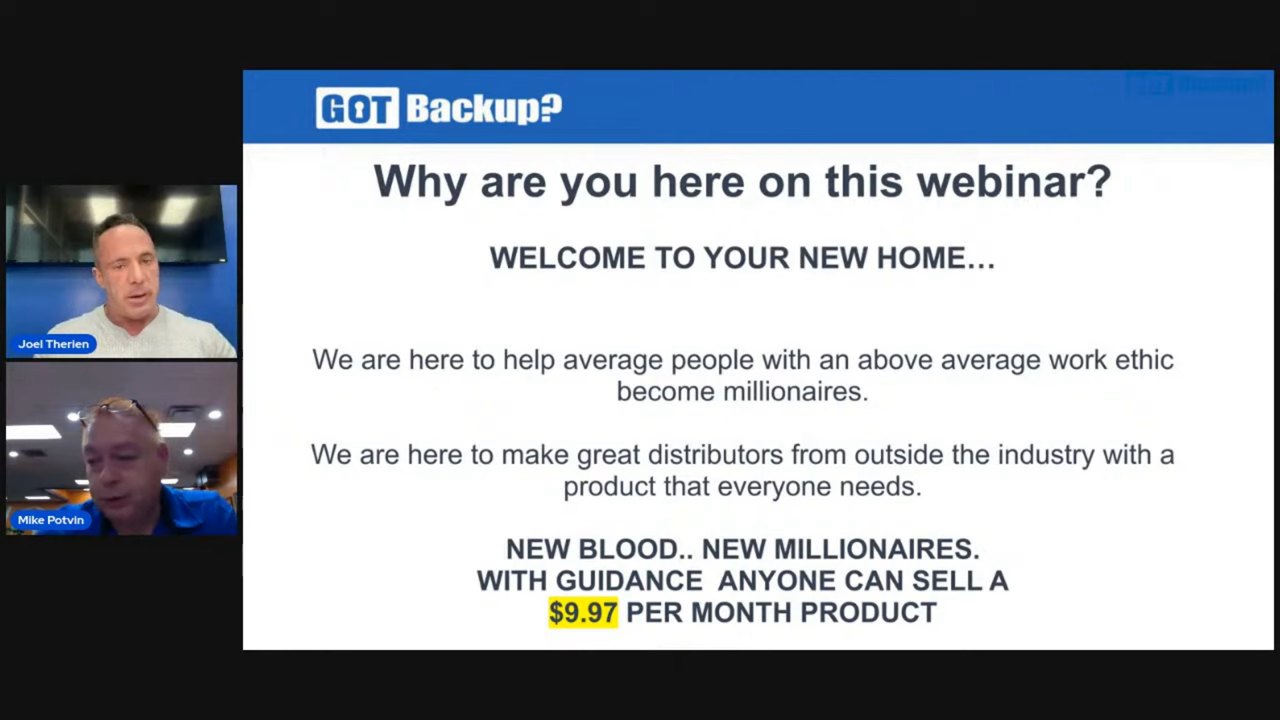 GOT Backup?
Why are you here on this webinar?
WELCOME TO YOUR NEW HOME…
We are here to help average people with an above average work ethic
become millionaires.
We are here to make great distributors from outside the industry with a
product that everyone needs.
NEW BLOOD.. NEW MILLIONAIRES.
WITH GUIDANCE ANYONE CAN SELL A
$9.97 PER MONTH PRODUCT
Joel Therien
Mike Potvin
GOT Backup?